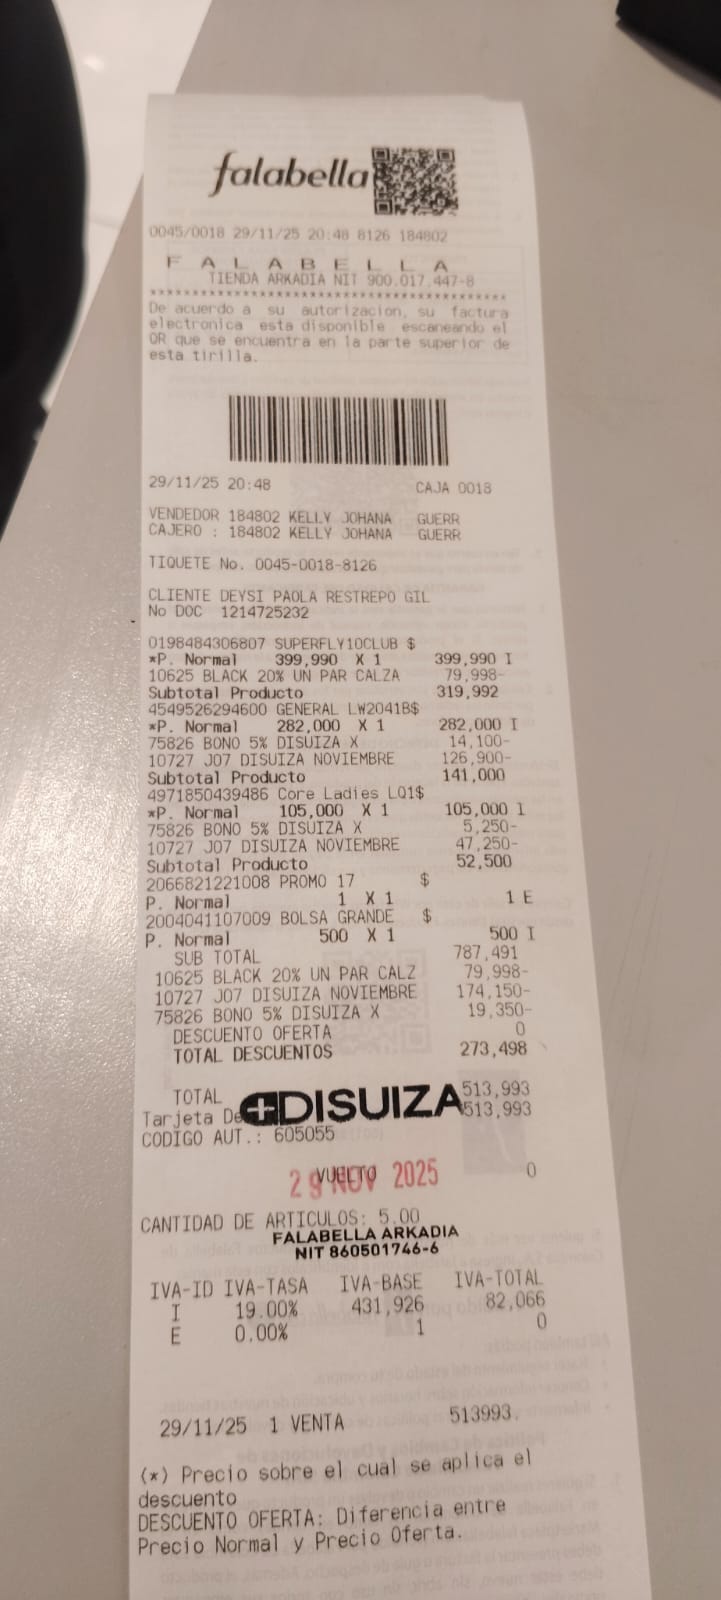 falabella
0045/0018 29/11/25 20:48 8126 184802
F A L A B E L L A
TIENDA ARKADIA NIT 900.017.447-8
****************************************
De acuerdo a su autorizacion, su factura
electronica esta disponible escaneando el
QR que se encuentra en la parte superior de
esta tirilla.
29/11/25 20:48 CAJA 0018
VENDEDOR 184802 KELLY JOHANA GUERR
CAJERO : 184802 KELLY JOHANA GUERR
TIQUETE No. 0045-0018-8126
CLIENTE DEYSI PAOLA RESTREPO GIL
No DOC 1214725232
0198484306807 SUPERFLY10CLUB $
*P. Normal 399,990 X 1 399,990 I
10625 BLACK 20% UN PAR CALZA 79,998-
Subtotal Producto 319,992
4549526294600 GENERAL LW2041B$
*P. Normal 282,000 X 1 282,000 I
75826 BONO 5% DISUIZA X 14,100-
10727 J07 DISUIZA NOVIEMBRE 126,900-
Subtotal Producto 141,000
4971850439486 Core Ladies LQ1$
*P. Normal 105,000 X 1 105,000 I
75826 BONO 5% DISUIZA X 5,250-
10727 J07 DISUIZA NOVIEMBRE 47,250-
Subtotal Producto 52,500
2066821221008 PROMO 17 $
P. Normal 1 X 1 1 E
2004041107009 BOLSA GRANDE $
P. Normal 500 X 1 500 I
SUB TOTAL 787,491
10625 BLACK 20% UN PAR CALZ 79,998-
10727 J07 DISUIZA NOVIEMBRE 174,150-
75826 BONO 5% DISUIZA X 19,350-
DESCUENTO OFERTA 0
TOTAL DESCUENTOS 273,498
TOTAL 513,993
DISUIZA
Tarjeta De 513,993
CODIGO AUT.: 605055
VUELTO 0
29 NOV 2025
CANTIDAD DE ARTICULOS: 5.00
FALABELLA ARKADIA
NIT 860501746-6
IVA-ID IVA-TASA IVA-BASE IVA-TOTAL
I 19.00% 431,926 82,066
E 0.00% 1 0
29/11/25 1 VENTA 513993.
(*) Precio sobre el cual se aplica el
descuento
DESCUENTO OFERTA: Diferencia entre
Precio Normal y Precio Oferta.